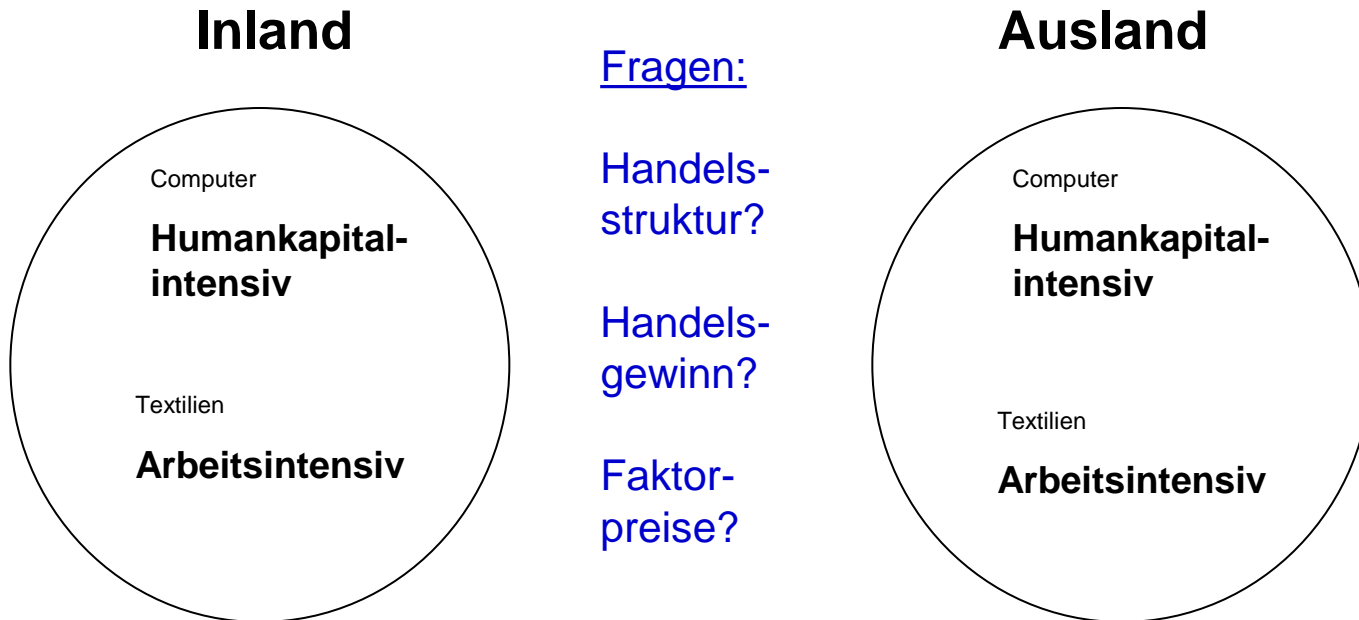 Inland
Computer
Humankapital-
intensiv
Textilien
Arbeitsintensiv
Fragen:
Handels-
struktur?
Handels-
gewinn?
Faktor-
preise?
Ausland
Computer
Humankapital-
intensiv
Textilien
Arbeitsintensiv